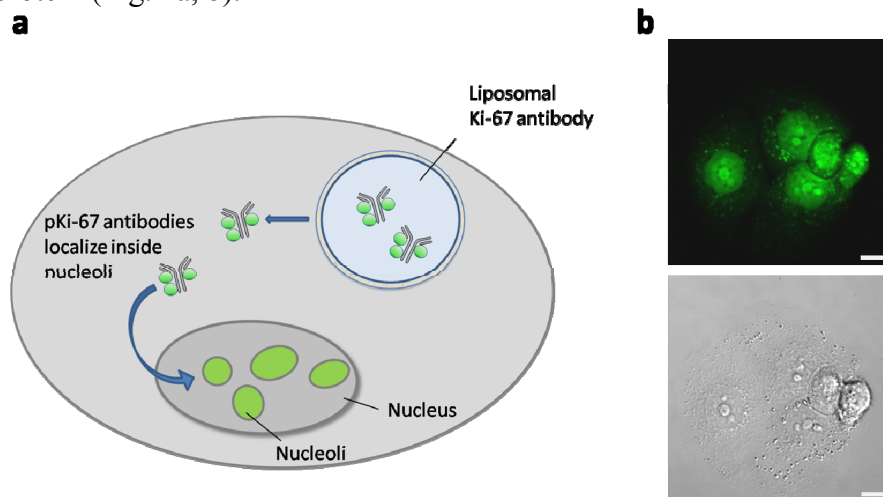 a
b
Liposomal
Ki-67 antibody
pKi-67 antibodies
localize inside
nucleoli
Nucleus
Nucleoli